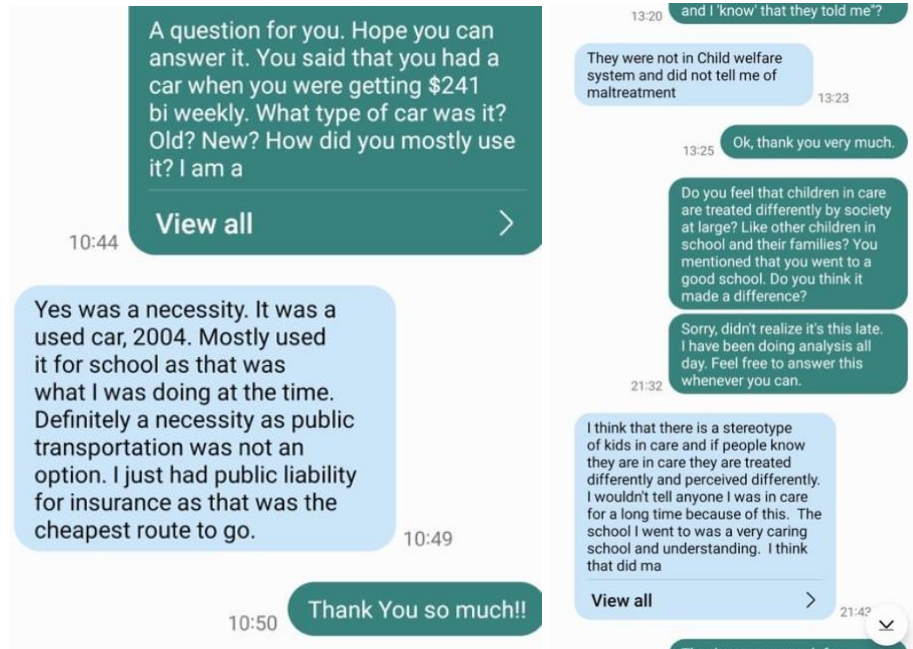 A question for you. Hope you can
answer it. You said that you had a
car when you were getting $241
bi weekly. What type of car was it?
Old? New? How did you mostly use
it? I am a
View all
10:44
Yes was a necessity. It was a
used car, 2004. Mostly used
it for school as that was
what I was doing at the time.
Definitely a necessity as public
transportation was not an
option. I just had public liability
for insurance as that was the
cheapest route to go.
10:49
Thank You so much!!
10:50
and I 'know' that they told me"?
13:20
They were not in Child welfare
system and did not tell me of
maltreatment
13:23
Ok, thank you very much.
13:25
Do you feel that children in care
are treated differently by society
at large? Like other children in
school and their families? You
mentioned that you went to a
good school. Do you think it
made a difference?
Sorry, didn't realize it's this late.
I have been doing analysis all
day. Feel free to answer this
whenever you can.
21:32
I think that there is a stereotype
of kids in care and if people know
they are in care they are treated
differently and perceived differently.
I wouldn't tell anyone I was in care
for a long time because of this. The
school I went to was a very caring
school and understanding. I think
that did ma
View all